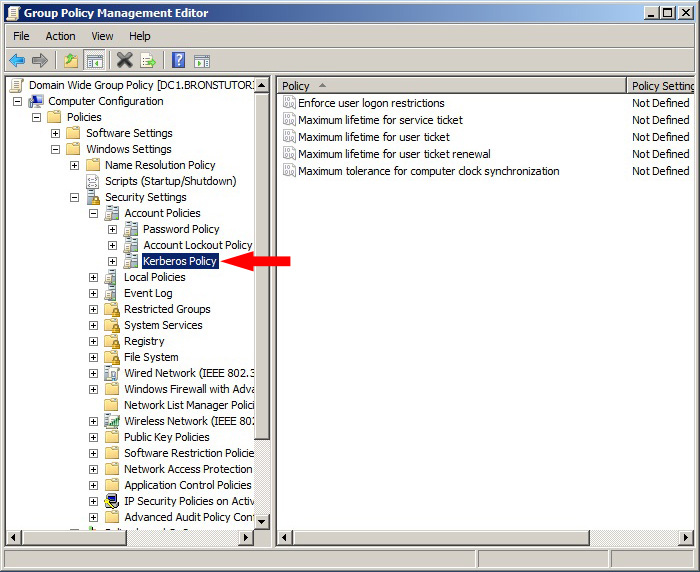 Group Policy Management Editor
File Action View Help
Domain Wide Group Policy [DC1.BRONSTUTORI
Computer Configuration
Policies
Software Settings
Windows Settings
Name Resolution Policy
Scripts (Startup/Shutdown)
Security Settings
Account Policies
Password Policy
Account Lockout Policy
Kerberos Policy
Local Policies
Event Log
Restricted Groups
System Services
Registry
File System
Wired Network (IEEE 802.3
Windows Firewall with Adva
Network List Manager Polici
Wireless Network (IEEE 802
Public Key Policies
Software Restriction Policie
Network Access Protection
Application Control Policies
IP Security Policies on Activ
Advanced Audit Policy Conf
Policy Policy Setting
Enforce user logon restrictions Not Defined
Maximum lifetime for service ticket Not Defined
Maximum lifetime for user ticket Not Defined
Maximum lifetime for user ticket renewal Not Defined
Maximum tolerance for computer clock synchronization Not Defined